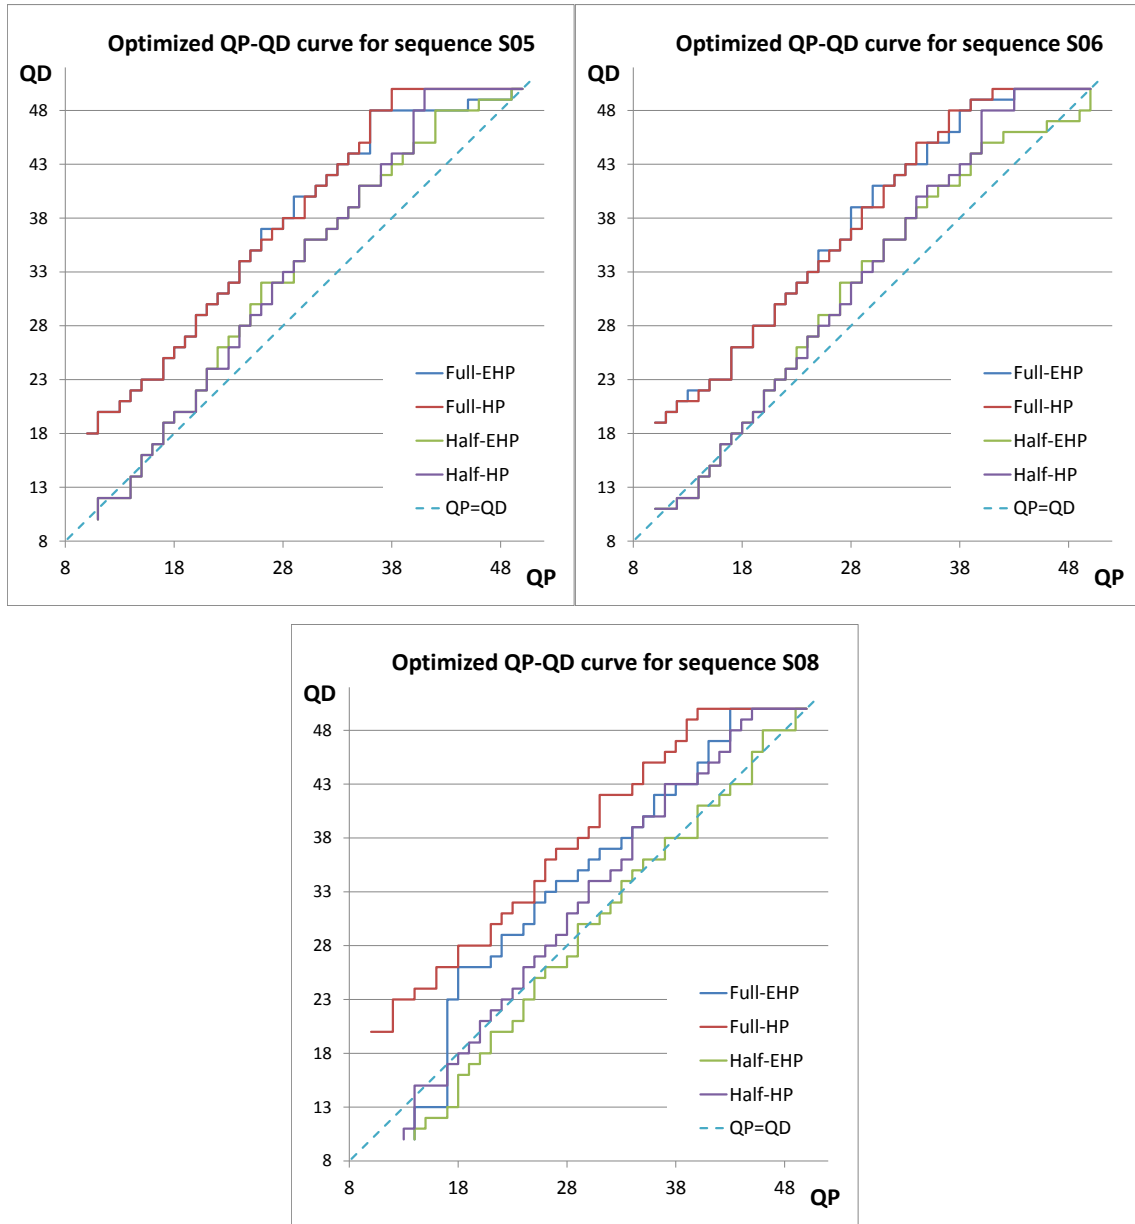 Optimized QP-QD curve for sequence S05
QD
48
43
38
33
28
23
18
13
8
8 18 28 38 48
QP
Full-EHP
Full-HP
Half-EHP
Half-HP
QP=QD
Optimized QP-QD curve for sequence S06
QD
48
43
38
33
28
23
18
13
8
8 18 28 38 48
QP
Full-EHP
Full-HP
Half-EHP
Half-HP
QP=QD
Optimized QP-QD curve for sequence S08
QD
48
43
38
33
28
23
18
13
8
8 18 28 38 48
QP
Full-EHP
Full-HP
Half-EHP
Half-HP
QP=QD